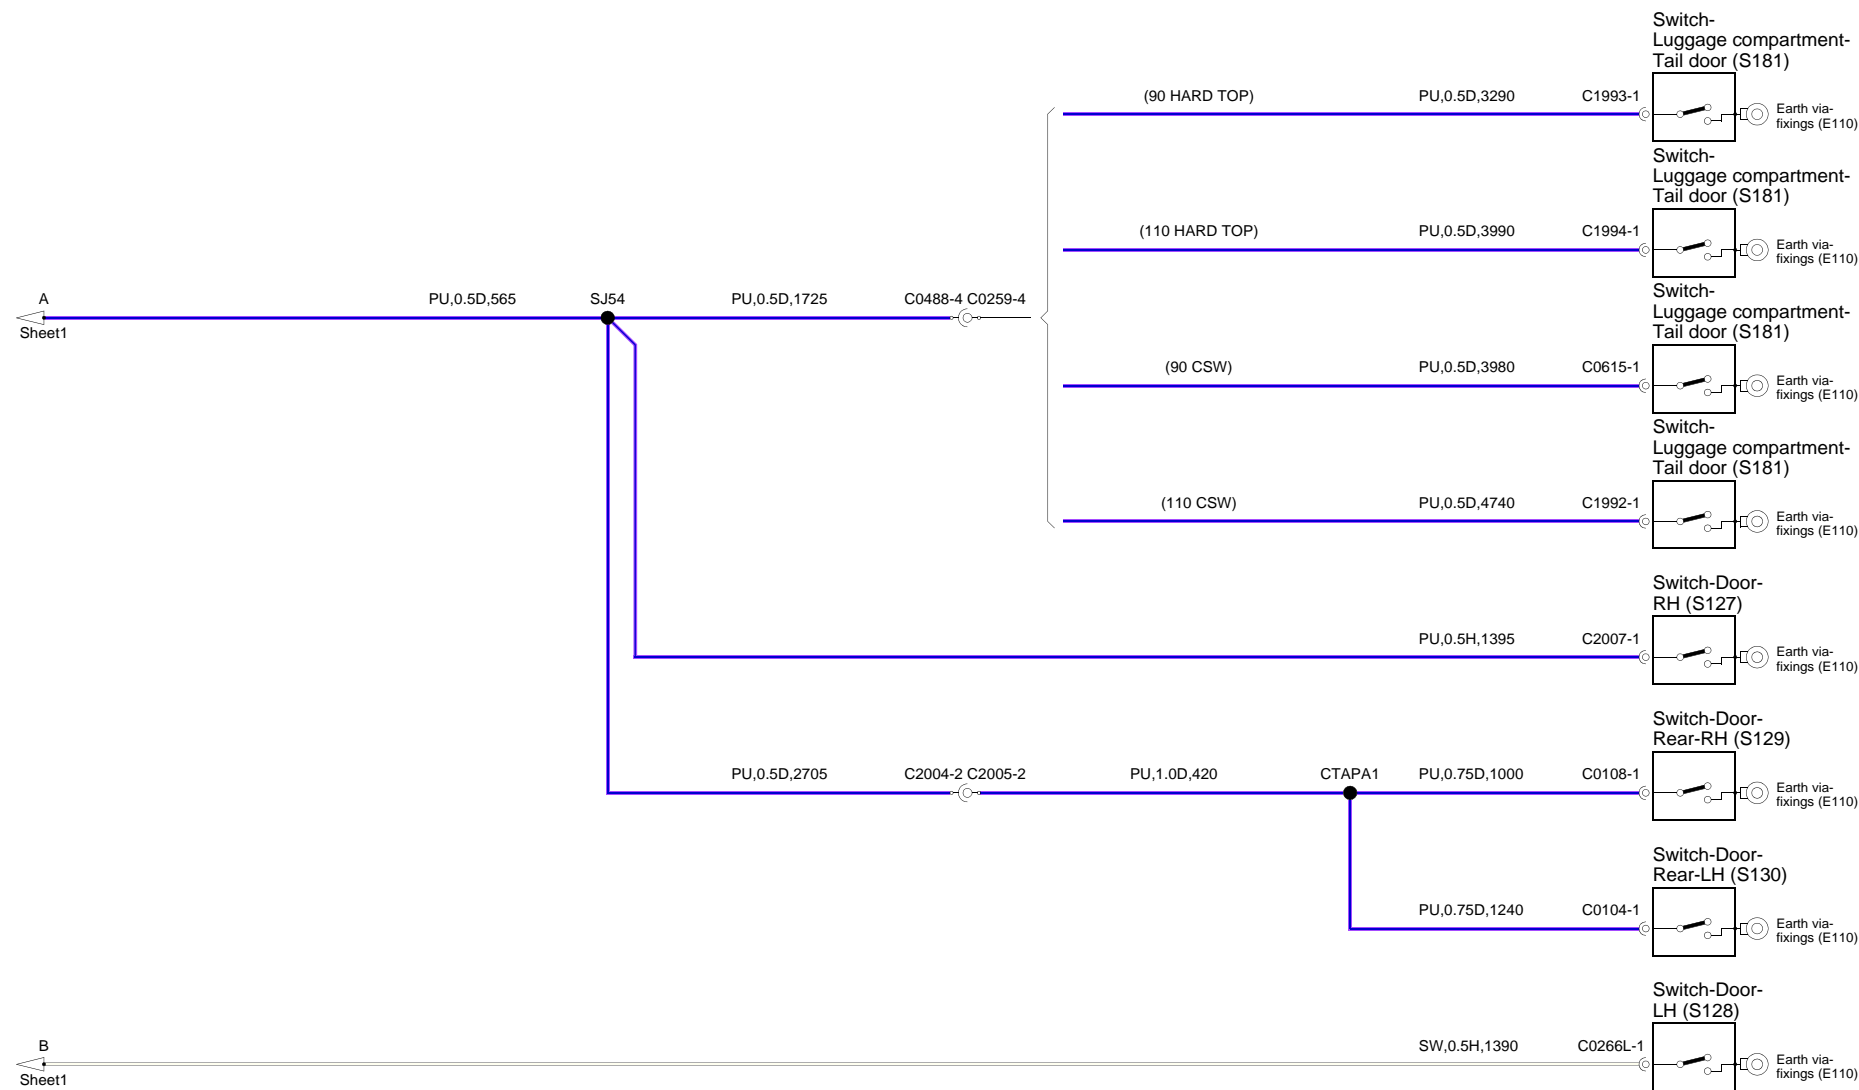 Switch-
Luggage compartment-
Tail door (S181)
(90 HARD TOP) PU,0.5D,3290 C1993-1
Earth via-
fixings (E110)
Switch-
Luggage compartment-
Tail door (S181)
(110 HARD TOP) PU,0.5D,3990 C1994-1
Earth via-
fixings (E110)
Switch-
Luggage compartment-
Tail door (S181)
A PU,0.5D,565 SJ54 PU,0.5D,1725 C0488-4 C0259-4
Sheet1
(90 CSW) PU,0.5D,3980 C0615-1
Earth via-
fixings (E110)
Switch-
Luggage compartment-
Tail door (S181)
(110 CSW) PU,0.5D,4740 C1992-1
Earth via-
fixings (E110)
Switch-Door-
RH (S127)
PU,0.5H,1395 C2007-1
Earth via-
fixings (E110)
Switch-Door-
Rear-RH (S129)
PU,0.5D,2705 C2004-2 C2005-2 PU,1.0D,420 CTAPA1 PU,0.75D,1000 C0108-1
Earth via-
fixings (E110)
Switch-Door-
Rear-LH (S130)
PU,0.75D,1240 C0104-1
Earth via-
fixings (E110)
Switch-Door-
LH (S128)
B SW,0.5H,1390 C0266L-1
Sheet1
Earth via-
fixings (E110)